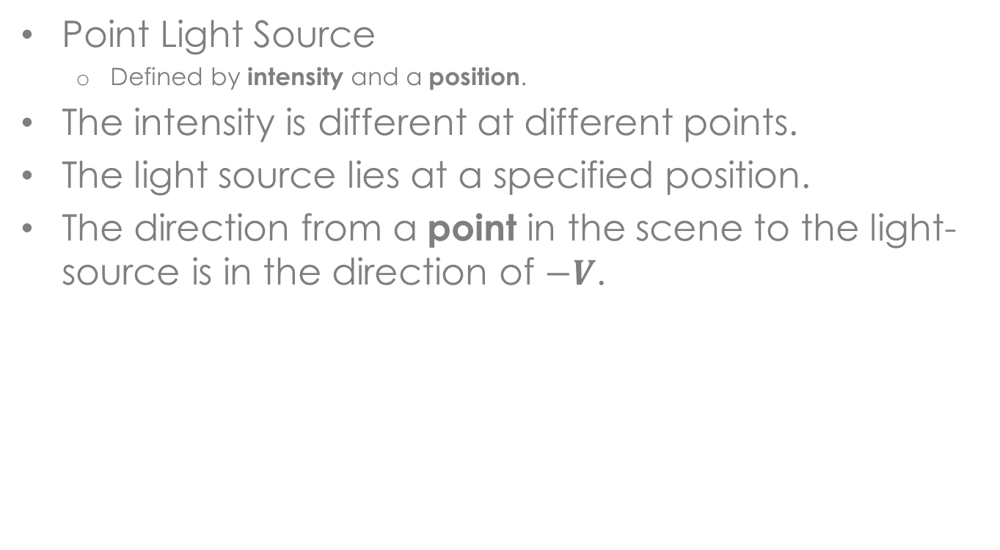 • Point Light Source
o Defined by intensity and a position.
• The intensity is different at different points.
• The light source lies at a specified position.
• The direction from a point in the scene to the light-
source is in the direction of −V.